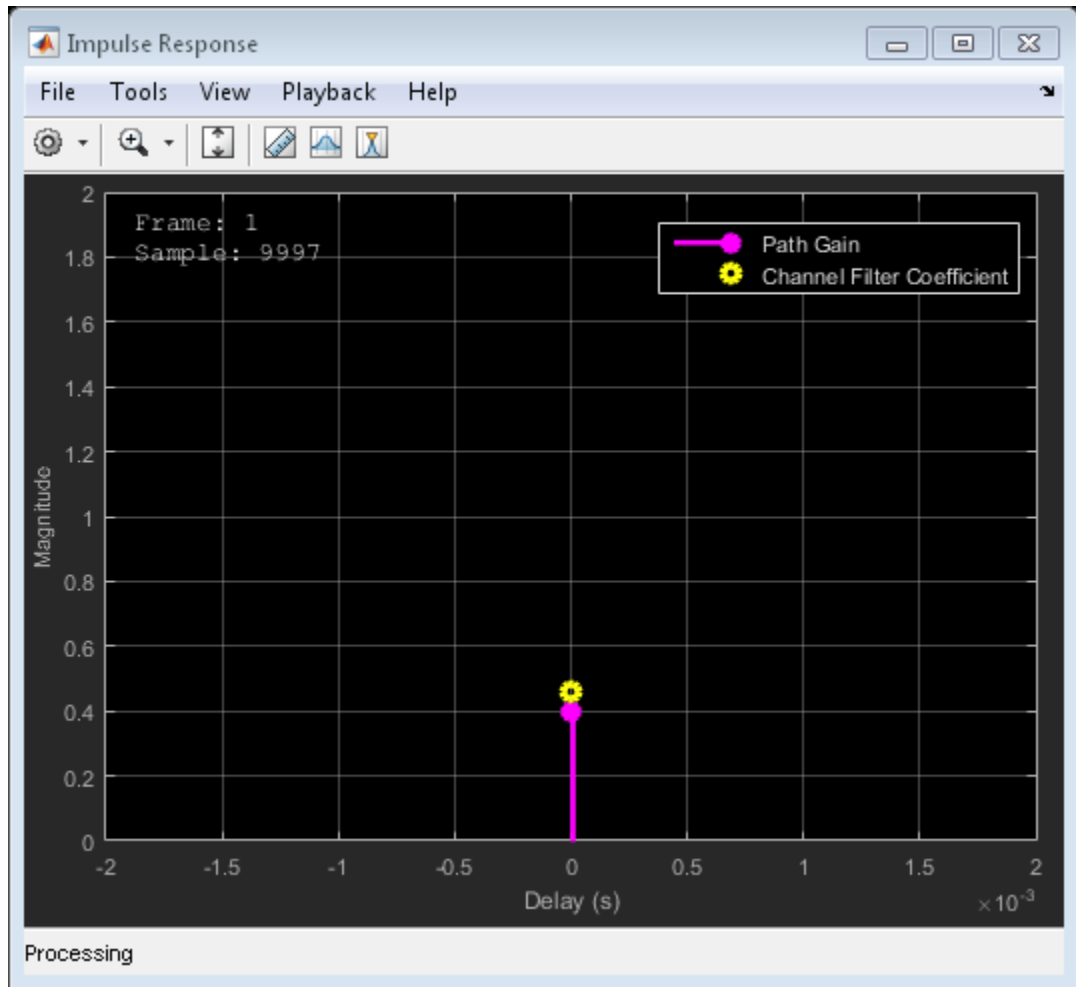 Impulse Response
File Tools View Playback Help
Frame: 1
Sample: 9997
Path Gain
Channel Filter Coefficient
2
1.8
1.6
1.4
1.2
1
0.8
0.6
0.4
0.2
0
Magnitude
-2 -1.5 -1 -0.5 0 0.5 1 1.5 2
Delay (s)
×10-3
Processing